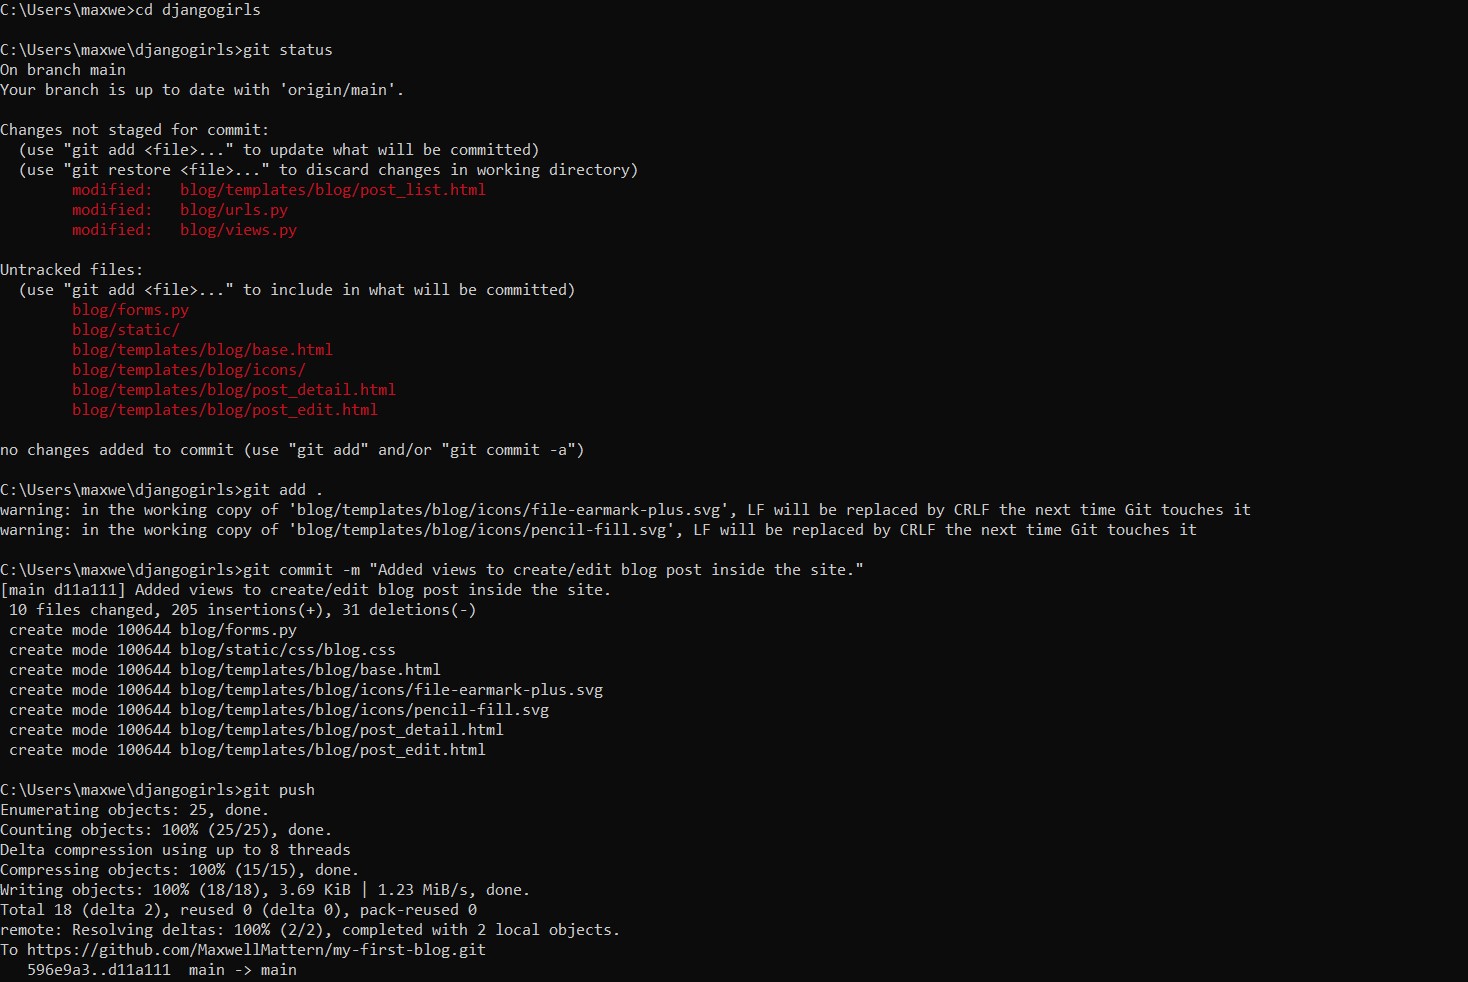 C:\Users\maxwe>cd djangogirls
C:\Users\maxwe\djangogirls>git status
On branch main
Your branch is up to date with 'origin/main'.
Changes not staged for commit:
  (use "git add <file>..." to update what will be committed)
  (use "git restore <file>..." to discard changes in working directory)
        modified:   blog/templates/blog/post_list.html
        modified:   blog/urls.py
        modified:   blog/views.py
Untracked files:
  (use "git add <file>..." to include in what will be committed)
        blog/forms.py
        blog/static/
        blog/templates/blog/base.html
        blog/templates/blog/icons/
        blog/templates/blog/post_detail.html
        blog/templates/blog/post_edit.html
no changes added to commit (use "git add" and/or "git commit -a")
C:\Users\maxwe\djangogirls>git add .
warning: in the working copy of 'blog/templates/blog/icons/file-earmark-plus.svg', LF will be replaced by CRLF the next time Git touches it
warning: in the working copy of 'blog/templates/blog/icons/pencil-fill.svg', LF will be replaced by CRLF the next time Git touches it
C:\Users\maxwe\djangogirls>git commit -m "Added views to create/edit blog post inside the site."
[main d11a111] Added views to create/edit blog post inside the site.
 10 files changed, 205 insertions(+), 31 deletions(-)
 create mode 100644 blog/forms.py
 create mode 100644 blog/static/css/blog.css
 create mode 100644 blog/templates/blog/base.html
 create mode 100644 blog/templates/blog/icons/file-earmark-plus.svg
 create mode 100644 blog/templates/blog/icons/pencil-fill.svg
 create mode 100644 blog/templates/blog/post_detail.html
 create mode 100644 blog/templates/blog/post_edit.html
C:\Users\maxwe\djangogirls>git push
Enumerating objects: 25, done.
Counting objects: 100% (25/25), done.
Delta compression using up to 8 threads
Compressing objects: 100% (15/15), done.
Writing objects: 100% (18/18), 3.69 KiB | 1.23 MiB/s, done.
Total 18 (delta 2), reused 0 (delta 0), pack-reused 0
remote: Resolving deltas: 100% (2/2), completed with 2 local objects.
To https://github.com/MaxwellMattern/my-first-blog.git
   596e9a3..d11a111  main -> main